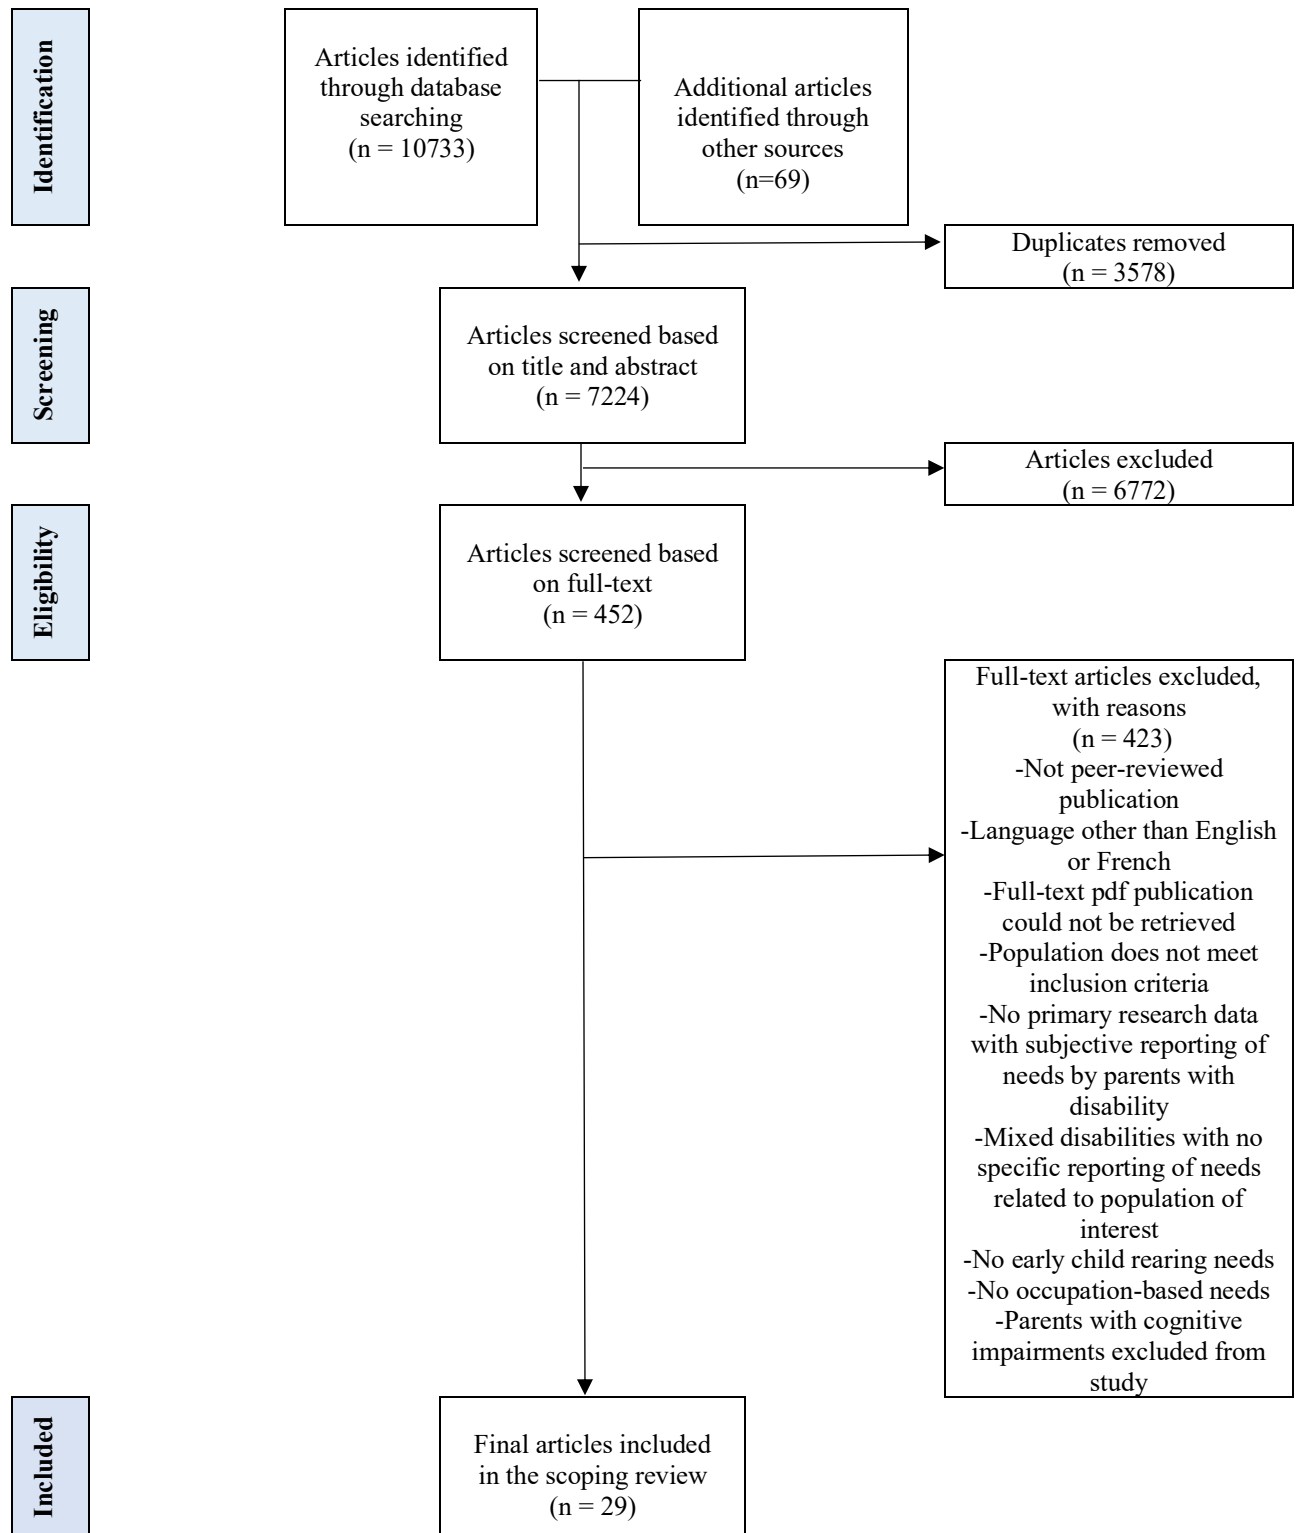 Identification
Articles identified
through database
searching
(n = 10733)
Additional articles
identified through
other sources
(n=69)
Duplicates removed
(n = 3578)
Screening
Articles screened based
on title and abstract
(n = 7224)
Articles excluded
(n = 6772)
Eligibility
Articles screened based
on full-text
(n = 452)
Full-text articles excluded,
with reasons
(n = 423)
-Not peer-reviewed
publication
-Language other than English
or French
-Full-text pdf publication
could not be retrieved
-Population does not meet
inclusion criteria
-No primary research data
with subjective reporting of
needs by parents with
disability
-Mixed disabilities with no
specific reporting of needs
related to population of
interest
-No early child rearing needs
-No occupation-based needs
-Parents with cognitive
impairments excluded from
study
Included
Final articles included
in the scoping review
(n = 29)